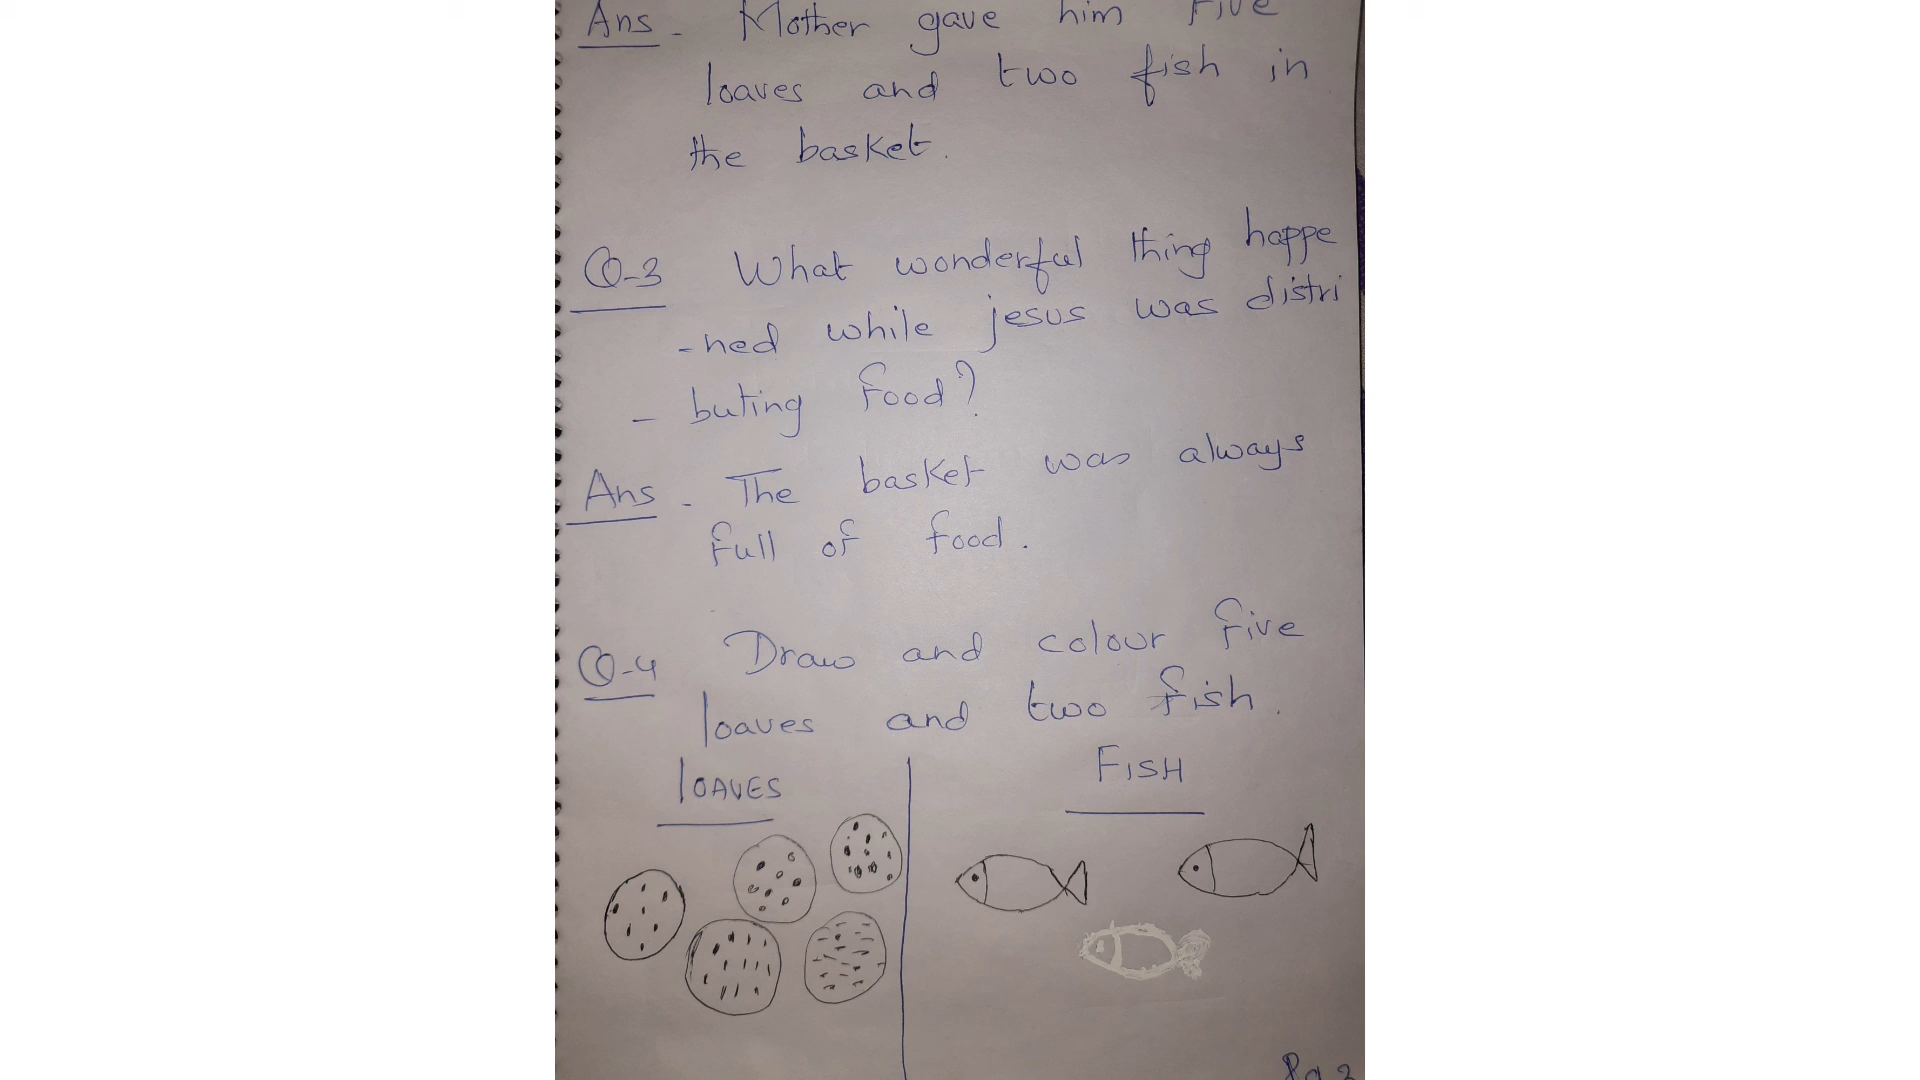 Ans - Mother gave him Five
loaves and two fish in
the basket.
Q-3 What wonderful thing happe
-ned while jesus was distri
- buting food?
Ans - The basket was always
full of food.
Q-4 Draw and colour five
loaves and two fish.
lOAVES
FISH
Pg 2